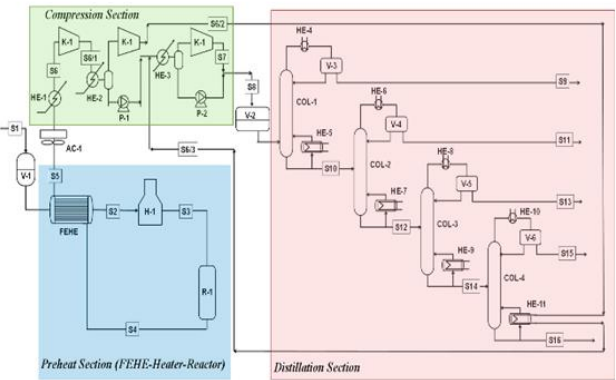 Compression Section
K-1
K-1
K-1
S6/2
S6
S6/1
S7
HE-1
HE-2
HE-3
P-1
P-2
S8
V-2
S1
AC-1
S6/3
V-1
S5
FEHE
S2
H-1
S3
R-1
S4
Preheat Section (FEHE-Heater-Reactor)
HE-4
V-3
S9
COL-1
HE-5
S10
HE-6
V-4
S11
COL-2
HE-7
S12
HE-8
V-5
S13
COL-3
HE-9
S14
HE-10
V-6
S15
COL-4
HE-11
S16
Distillation Section